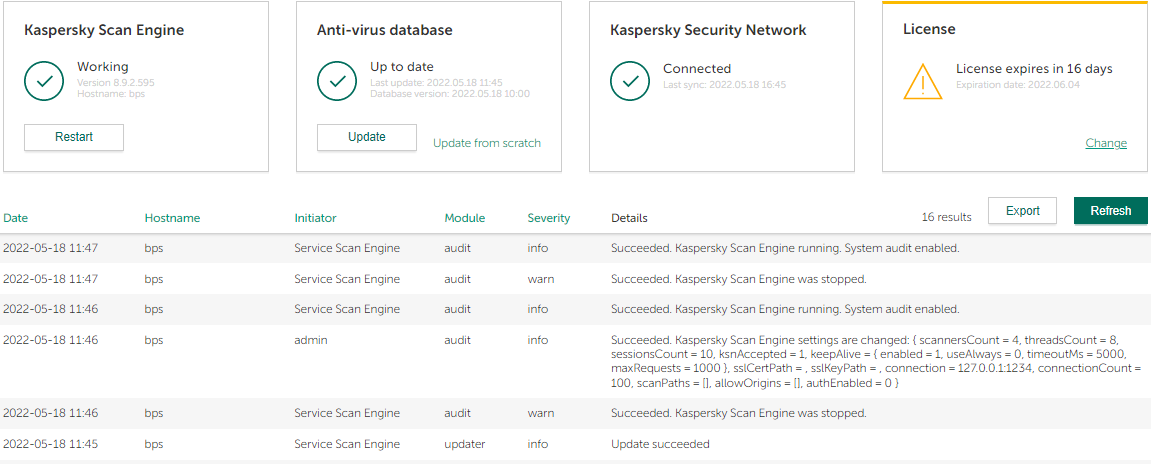 Kaspersky Scan Engine
Working
Version 8.9.2.595
Hostname: bps
Restart
Anti-virus database
Up to date
Last update: 2022.05.18 11:45
Database version: 2022.05.18 10:00
Update
Update from scratch
Kaspersky Security Network
Connected
Last sync: 2022.05.18 16:45
License
License expires in 16 days
Expiration date: 2022.06.04
Change
Date Hostname Initiator Module Severity Details 16 results Export Refresh
2022-05-18 11:47 bps Service Scan Engine audit info Succeeded. Kaspersky Scan Engine running. System audit enabled.
2022-05-18 11:47 bps Service Scan Engine audit warn Succeeded. Kaspersky Scan Engine was stopped.
2022-05-18 11:46 bps Service Scan Engine audit info Succeeded. Kaspersky Scan Engine running. System audit enabled.
2022-05-18 11:46 bps admin audit info Succeeded. Kaspersky Scan Engine settings are changed: { scannersCount = 4, threadsCount = 8,
sessionsCount = 10, ksnAccepted = 1, keepAlive = { enabled = 1, useAlways = 0, timeoutMs = 5000,
maxRequests = 1000 }, sslCertPath = , sslKeyPath = , connection = 127.0.0.1:1234, connectionCount =
100, scanPaths = [], allowOrigins = [], authEnabled = 0 }
2022-05-18 11:46 bps Service Scan Engine audit warn Succeeded. Kaspersky Scan Engine was stopped.
2022-05-18 11:45 bps Service Scan Engine updater info Update succeeded